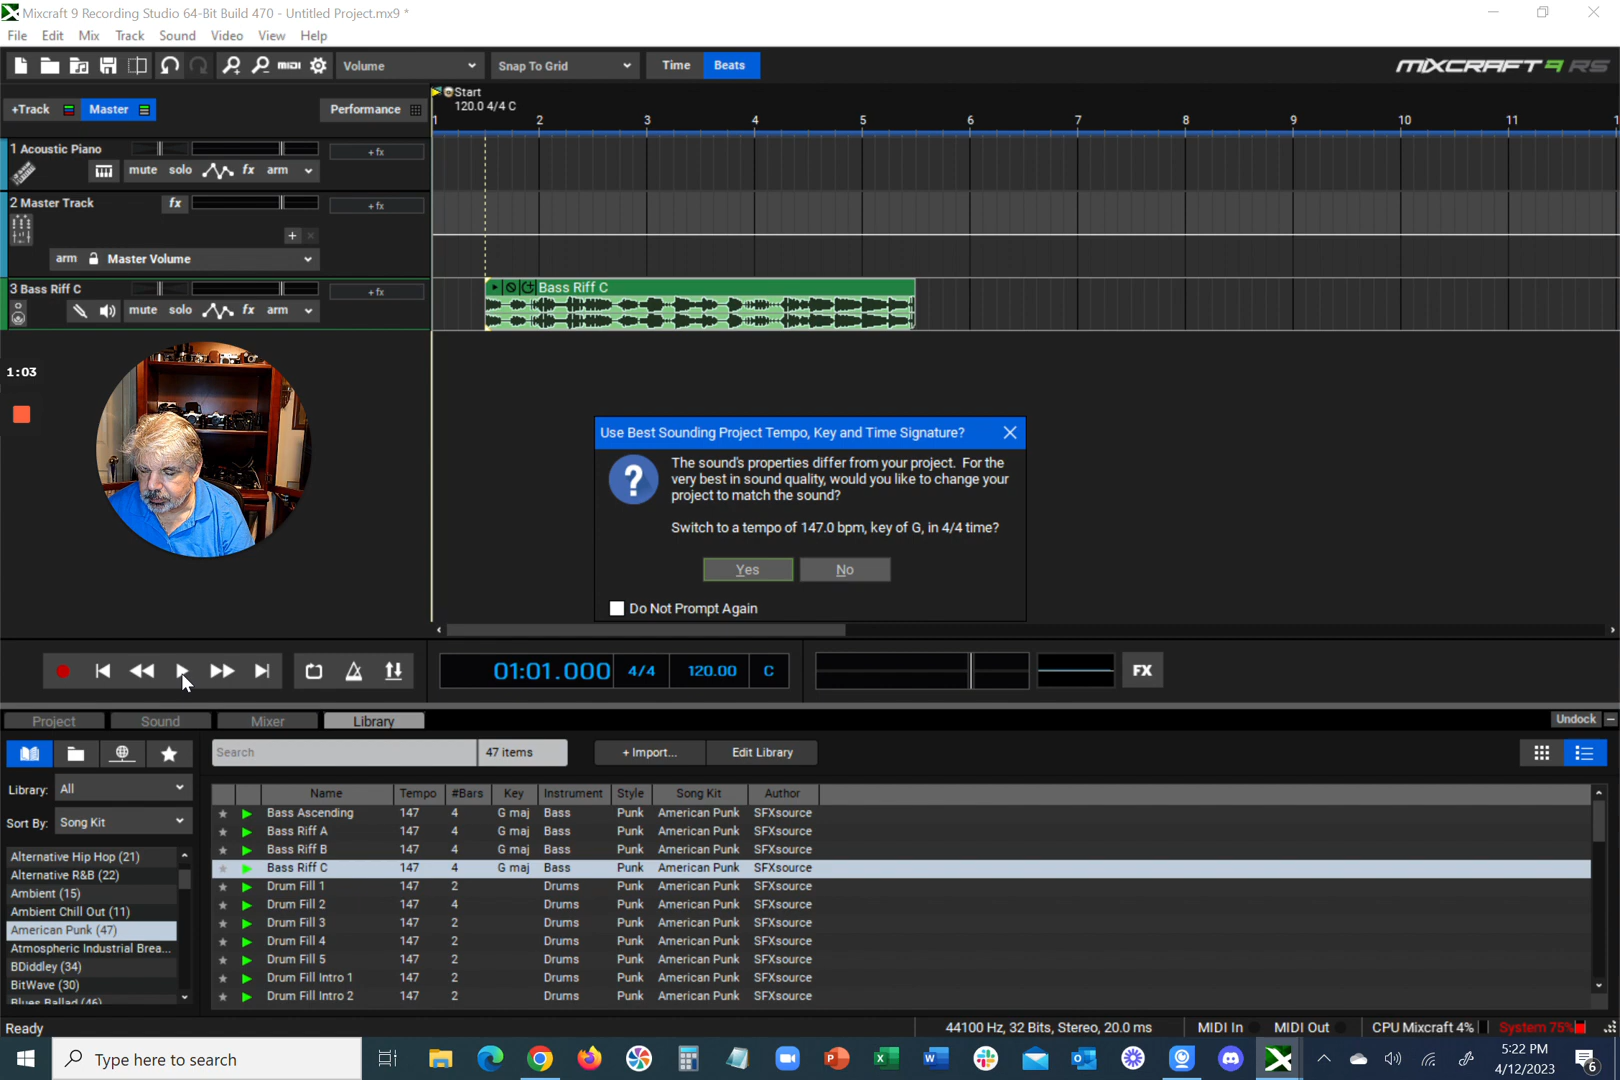 Mixcraft 9 Recording Studio 64-Bit Build 470 - Untitled Project.mx9 *
File Edit Mix Track Sound Video View Help
MIDI Volume Snap To Grid Time Beats MIXCRAFT 9 RS
+Track Master Performance
Start
120.0 4/4 C
1 2 3 4 5 6 7 8 9 10 11 1
1 Acoustic Piano +fx
mute solo fx arm
2 Master Track fx +fx
arm Master Volume
3 Bass Riff C +fx
mute solo fx arm
Bass Riff C
1:03
Use Best Sounding Project Tempo, Key and Time Signature?
The sound's properties differ from your project. For the
very best in sound quality, would you like to change your
project to match the sound?
Switch to a tempo of 147.0 bpm, key of G, in 4/4 time?
Yes No
Do Not Prompt Again
01:01.000 4/4 120.00 C FX
Project Sound Mixer Library Undock
Search 47 items + Import... Edit Library
Library: All
Sort By: Song Kit
Alternative Hip Hop (21)
Alternative R&B (22)
Ambient (15)
Ambient Chill Out (11)
American Punk (47)
Atmospheric Industrial Brea...
BDiddley (34)
BitWave (30)
Blues Ballad (46)
Name Tempo #Bars Key Instrument Style Song Kit Author
Bass Ascending 147 4 G maj Bass Punk American Punk SFXsource
Bass Riff A 147 4 G maj Bass Punk American Punk SFXsource
Bass Riff B 147 4 G maj Bass Punk American Punk SFXsource
Bass Riff C 147 4 G maj Bass Punk American Punk SFXsource
Drum Fill 1 147 2 Drums Punk American Punk SFXsource
Drum Fill 2 147 4 Drums Punk American Punk SFXsource
Drum Fill 3 147 2 Drums Punk American Punk SFXsource
Drum Fill 4 147 2 Drums Punk American Punk SFXsource
Drum Fill 5 147 2 Drums Punk American Punk SFXsource
Drum Fill Intro 1 147 2 Drums Punk American Punk SFXsource
Drum Fill Intro 2 147 2 Drums Punk American Punk SFXsource
Ready 44100 Hz, 32 Bits, Stereo, 20.0 ms MIDI In MIDI Out CPU Mixcraft 4% System 75%
Type here to search
5:22 PM
4/12/2023
6